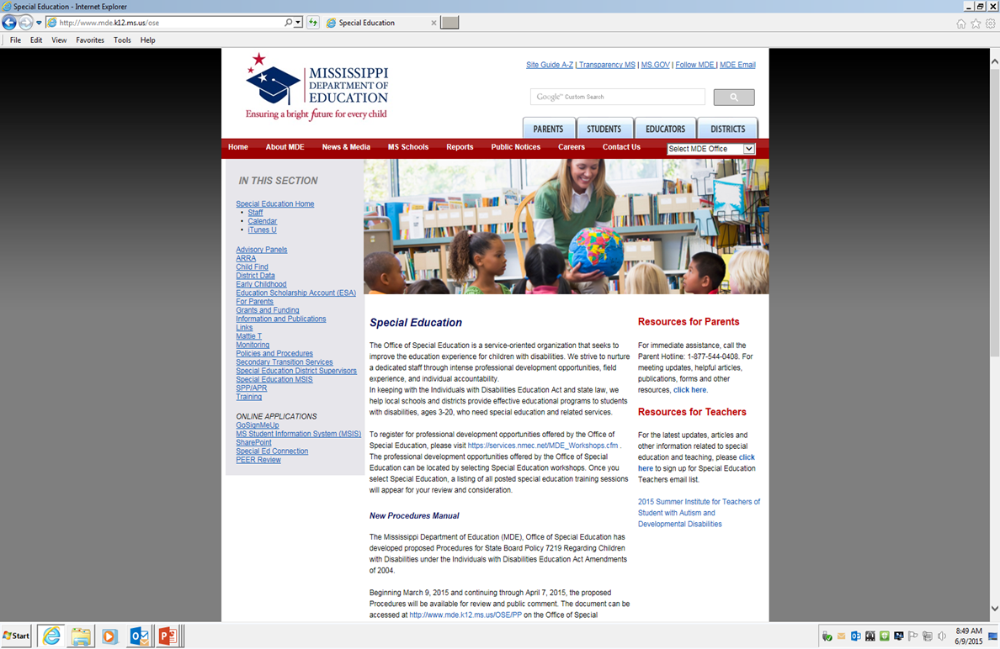 Special Education - Internet Explorer
http://www.mde.k12.ms.us/ose
Special Education
File Edit View Favorites Tools Help
MISSISSIPPI
DEPARTMENT OF
EDUCATION
Ensuring a bright future for every child
Site Guide A-Z | Transparency MS | MS.GOV | Follow MDE | MDE Email
Google™ Custom Search
PARENTS STUDENTS EDUCATORS DISTRICTS
Home About MDE News & Media MS Schools Reports Public Notices Careers Contact Us Select MDE Office
IN THIS SECTION
Special Education Home
• Staff
• Calendar
• iTunes U
Advisory Panels
ARRA
Child Find
District Data
Early Childhood
Education Scholarship Account (ESA)
For Parents
Grants and Funding
Information and Publications
Links
Mattie T
Monitoring
Policies and Procedures
Secondary Transition Services
Special Education District Supervisors
Special Education MSIS
SPP/APR
Training
ONLINE APPLICATIONS
GoSignMeUp
MS Student Information System (MSIS)
SharePoint
Special Ed Connection
PEER Review
Special Education
The Office of Special Education is a service-oriented organization that seeks to
improve the education experience for children with disabilities. We strive to nurture
a dedicated staff through intense professional development opportunities, field
experience, and individual accountability.
In keeping with the Individuals with Disabilities Education Act and state law, we
help local schools and districts provide effective educational programs to students
with disabilities, ages 3-20, who need special education and related services.
To register for professional development opportunities offered by the Office of
Special Education, please visit https://services.nmec.net/MDE_Workshops.cfm .
The professional development opportunities offered by the Office of Special
Education can be located by selecting Special Education workshops. Once you
select Special Education, a listing of all posted special education training sessions
will appear for your review and consideration.
New Procedures Manual
The Mississippi Department of Education (MDE), Office of Special Education has
developed proposed Procedures for State Board Policy 7219 Regarding Children
with Disabilities under the Individuals with Disabilities Education Act Amendments
of 2004.
Beginning March 9, 2015 and continuing through April 7, 2015, the proposed
Procedures will be available for review and public comment. The document can be
accessed at http://www.mde.k12.ms.us/OSE/PP on the Office of Special
Resources for Parents
For immediate assistance, call the
Parent Hotline: 1-877-544-0408. For
meeting updates, helpful articles,
publications, forms and other
resources, click here.
Resources for Teachers
For the latest updates, articles and
other information related to special
education and teaching, please click
here to sign up for Special Education
Teachers email list.
2015 Summer Institute for Teachers of
Student with Autism and
Developmental Disabilities
Start
8:49 AM
6/9/2015